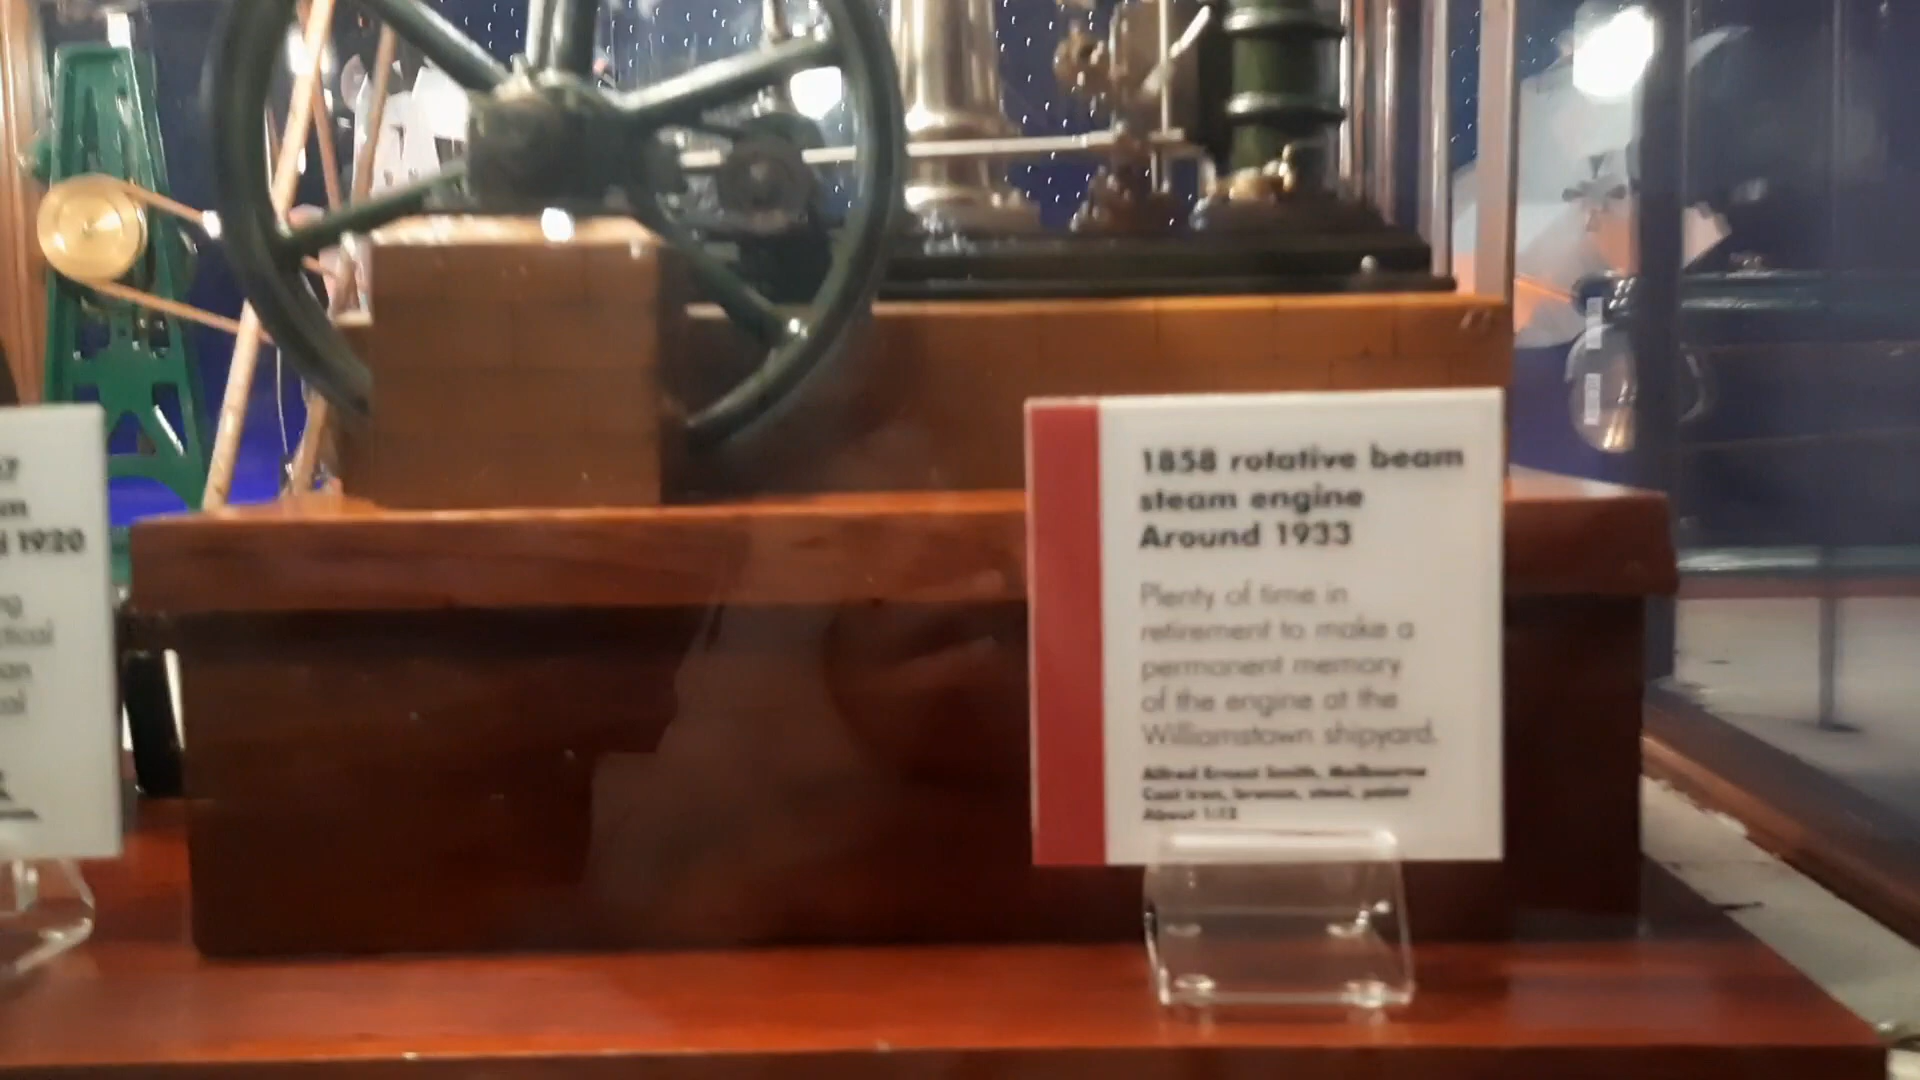 1920
1858 rotative beam
steam engine
Around 1933
Plenty of time in
retirement to make a
permanent memory
of the engine at the
Williamstown shipyard.
Alfred Ernest Smith, Melbourne
Cast iron, bronze, steel, paint
About 1:12